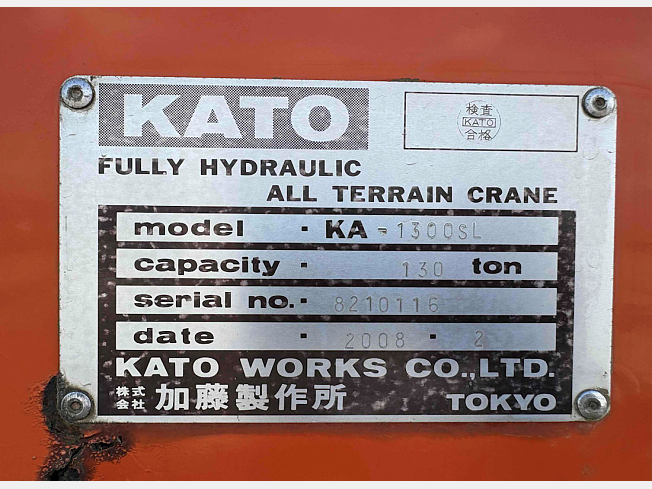 KATO
検査
KATO
合格
FULLY HYDRAULIC
ALL TERRAIN CRANE
model · KA-1300SL
capacity · 130 ton
serial no. · 8210116
date · 2008 · 2
KATO WORKS CO.,LTD.
株式会社 加藤製作所 TOKYO